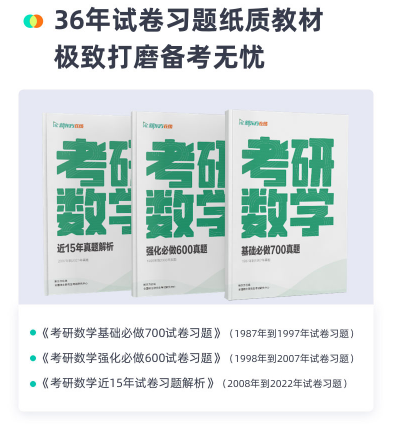 36年试卷习题纸质教材
极致打磨备考无忧
考研
数学
近15年真题解析
考研
数学
强化必做600真题
考研
数学
基础必做700真题
《考研数学基础必做700试卷习题》（1987年到1997年试卷习题）
《考研数学强化必做600试卷习题》（1998年到2007年试卷习题）
《考研数学近15年试卷习题解析》（2008年到2022年试卷习题）